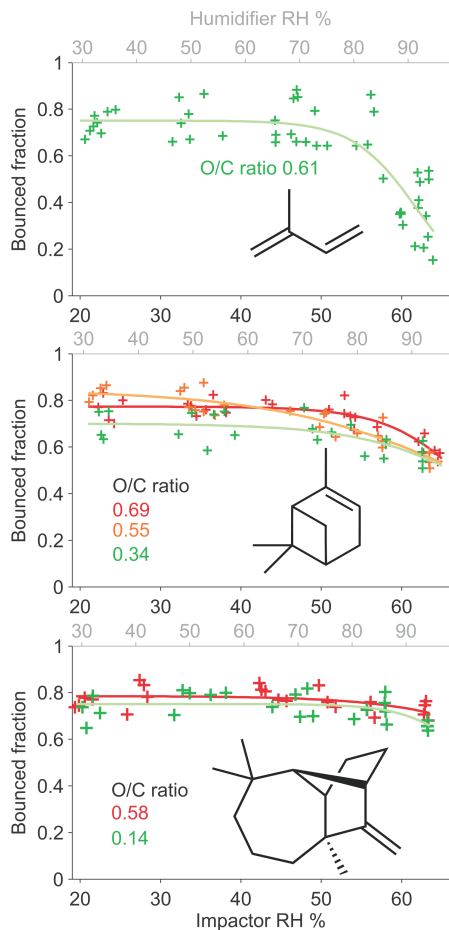 Humidifier RH %
30 40 50 60 70 80 90
Bounced fraction
1
0.8
0.6
0.4
0.2
0
O/C ratio 0.61
20 30 40 50 60
30 40 50 60 70 80 90
Bounced fraction
1
0.8
0.6
0.4
0.2
0
O/C ratio
0.69
0.55
0.34
20 30 40 50 60
30 40 50 60 70 80 90
Bounced fraction
1
0.8
0.6
0.4
0.2
0
O/C ratio
0.58
0.14
20 30 40 50 60
Impactor RH %